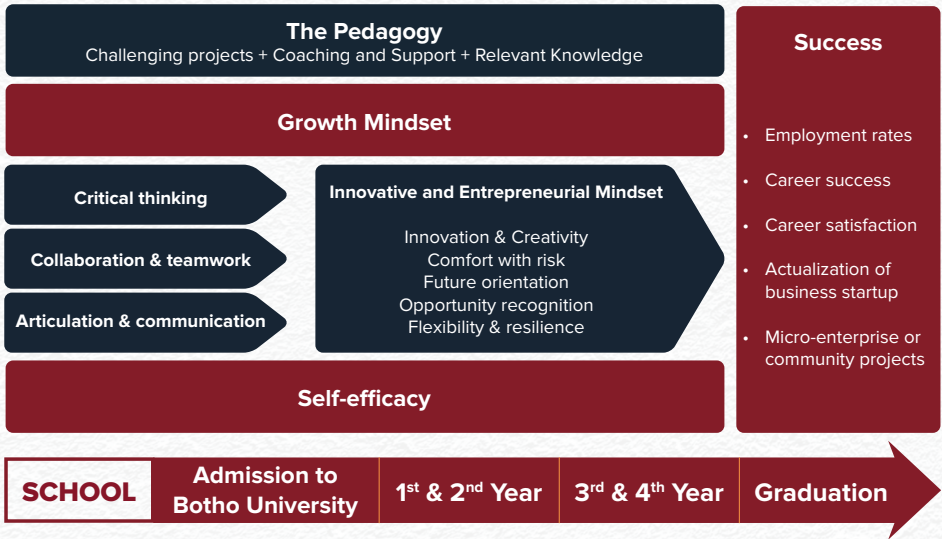 The Pedagogy
Challenging projects + Coaching and Support + Relevant Knowledge
Growth Mindset
Critical thinking
Collaboration & teamwork
Articulation & communication
Innovative and Entrepreneurial Mindset
Innovation & Creativity
Comfort with risk
Future orientation
Opportunity recognition
Flexibility & resilience
Self-efficacy
Success
• Employment rates
• Career success
• Career satisfaction
• Actualization of
business startup
• Micro-enterprise or
community projects
SCHOOL
Admission to
Botho University
1st & 2nd Year
3rd & 4th Year
Graduation